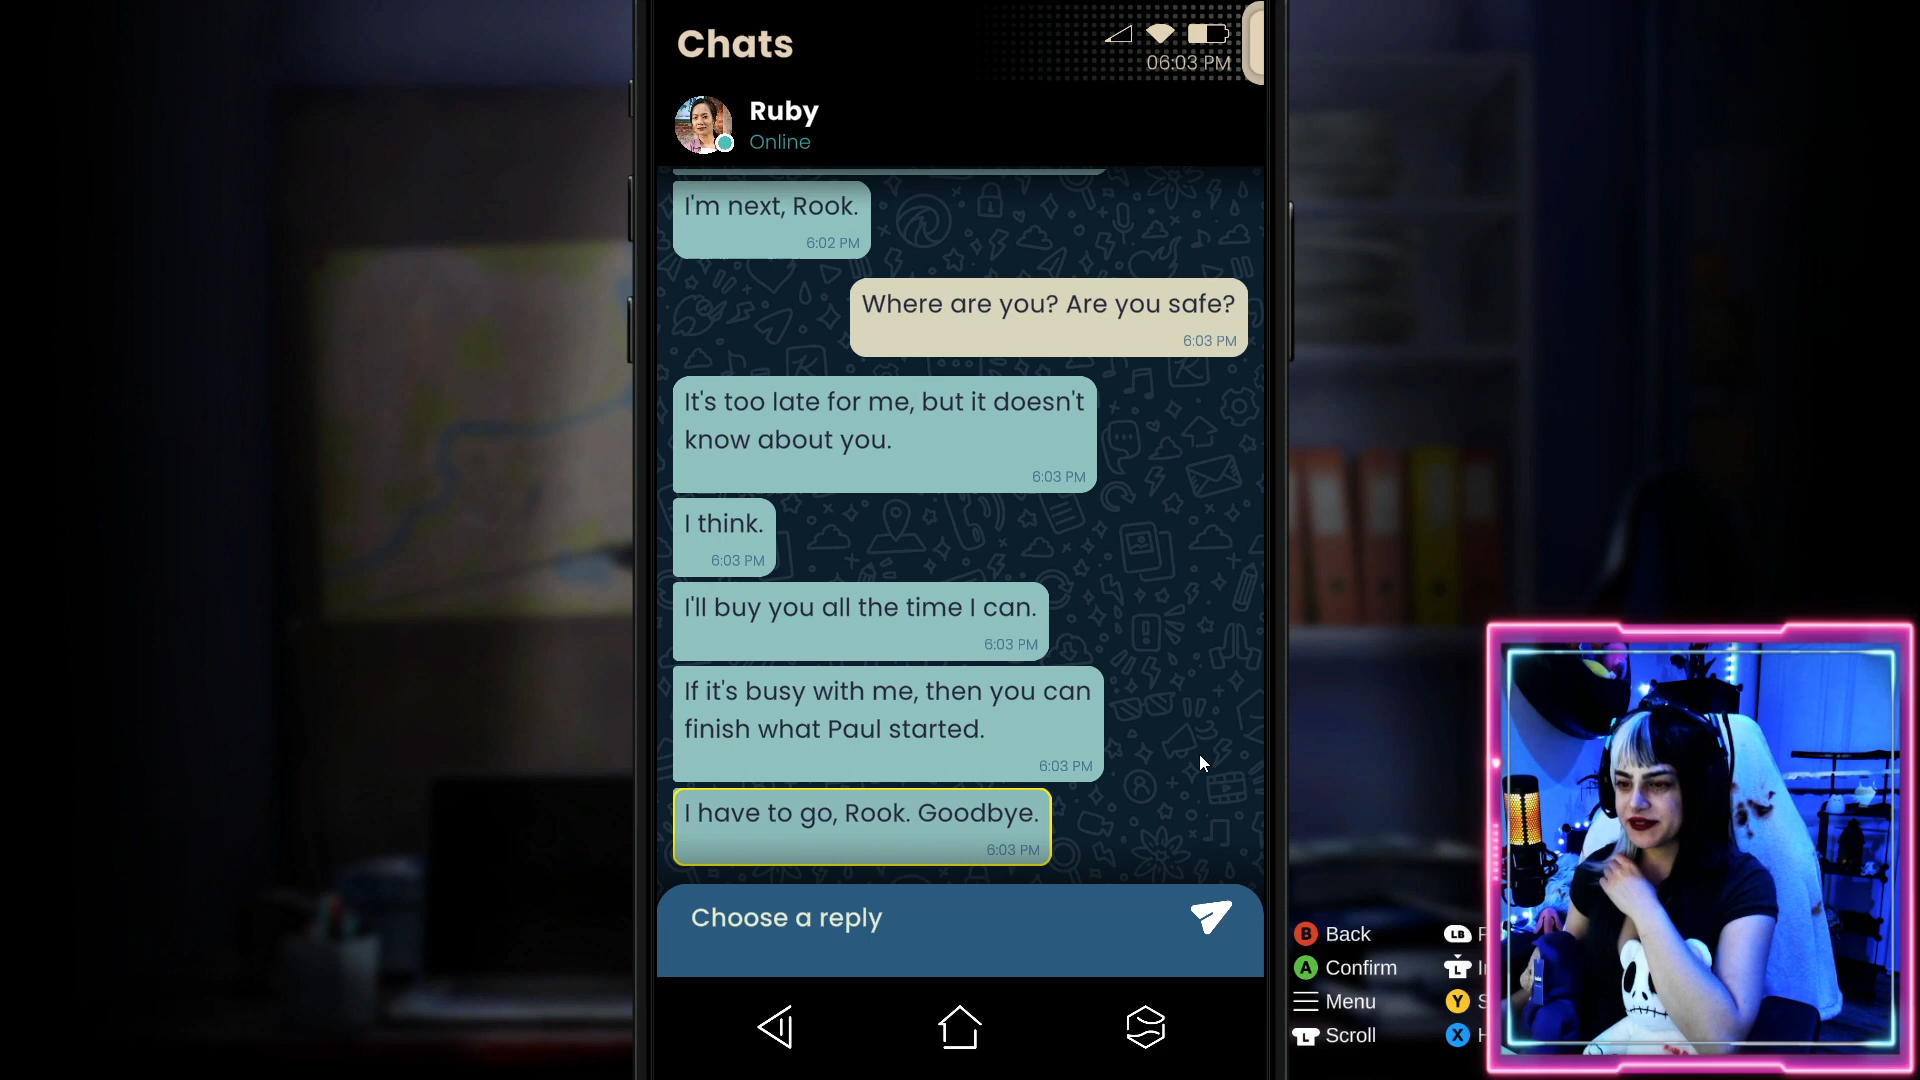 Chats
06:03 PM
Ruby
Online
I'm next, Rook.
6:02 PM
Where are you? Are you safe?
6:03 PM
It's too late for me, but it doesn't
know about you.
6:03 PM
I think.
6:03 PM
I'll buy you all the time I can.
6:03 PM
If it's busy with me, then you can
finish what Paul started.
6:03 PM
I have to go, Rook. Goodbye.
6:03 PM
Choose a reply
B Back
LB
A Confirm
L
Menu
Y
L Scroll
X